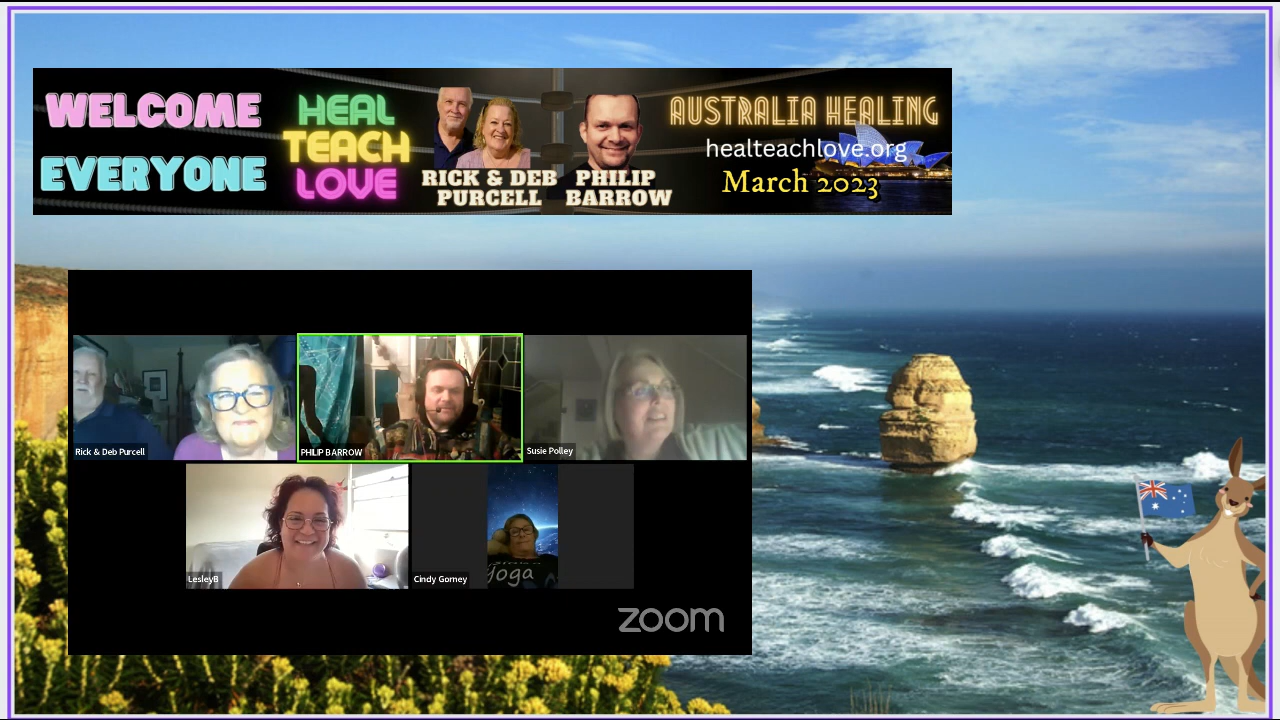 WELCOME
EVERYONE
HEAL
TEACH
LOVE
RICK & DEB
PURCELL
PHILIP
BARROW
AUSTRALIA HEALING
healteachlove.org
March 2023
Rick & Deb Purcell
PHILIP BARROW
Susie Polley
LesleyB
Cindy Gorney
Yoga
zoom